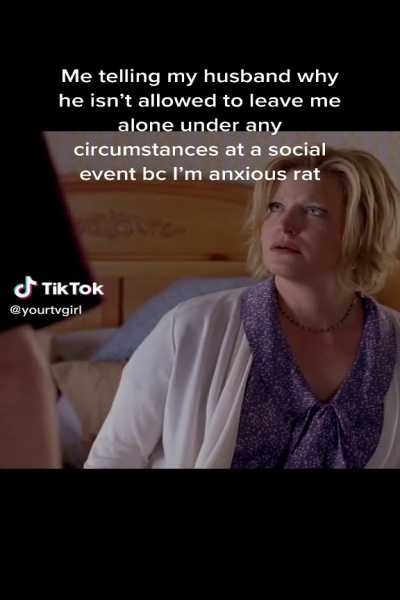 Me telling my husband why
he isn’t allowed to leave me
alone under any
circumstances at a social
event bc I’m anxious rat
TikTok
@yourtvgirl